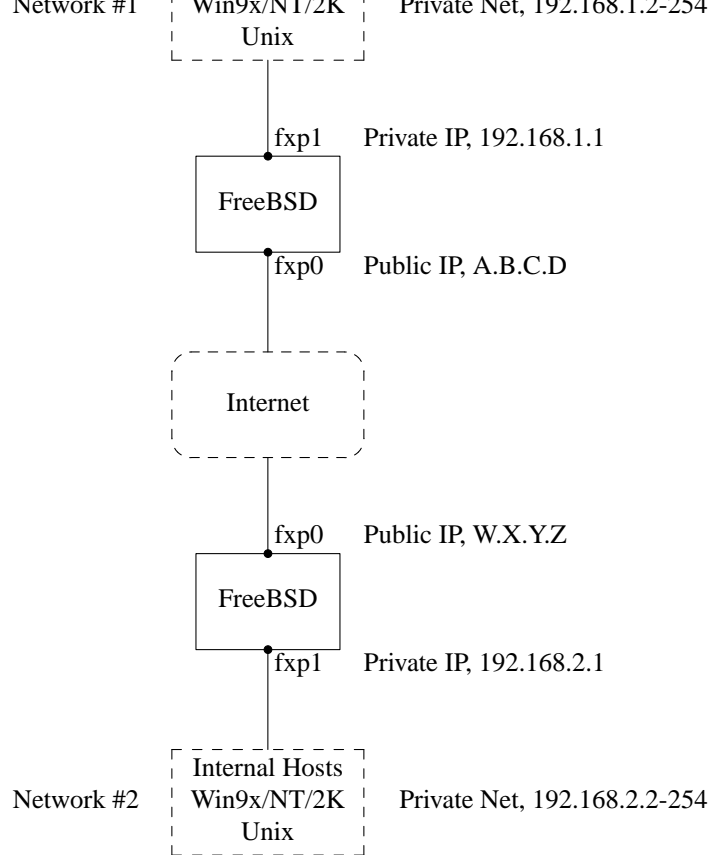 Network #1 Win9x/NT/2K Private Net, 192.168.1.2-254
Unix
fxp1 Private IP, 192.168.1.1
FreeBSD
fxp0 Public IP, A.B.C.D
Internet
fxp0 Public IP, W.X.Y.Z
FreeBSD
fxp1 Private IP, 192.168.2.1
Internal Hosts
Network #2 Win9x/NT/2K Private Net, 192.168.2.2-254
Unix